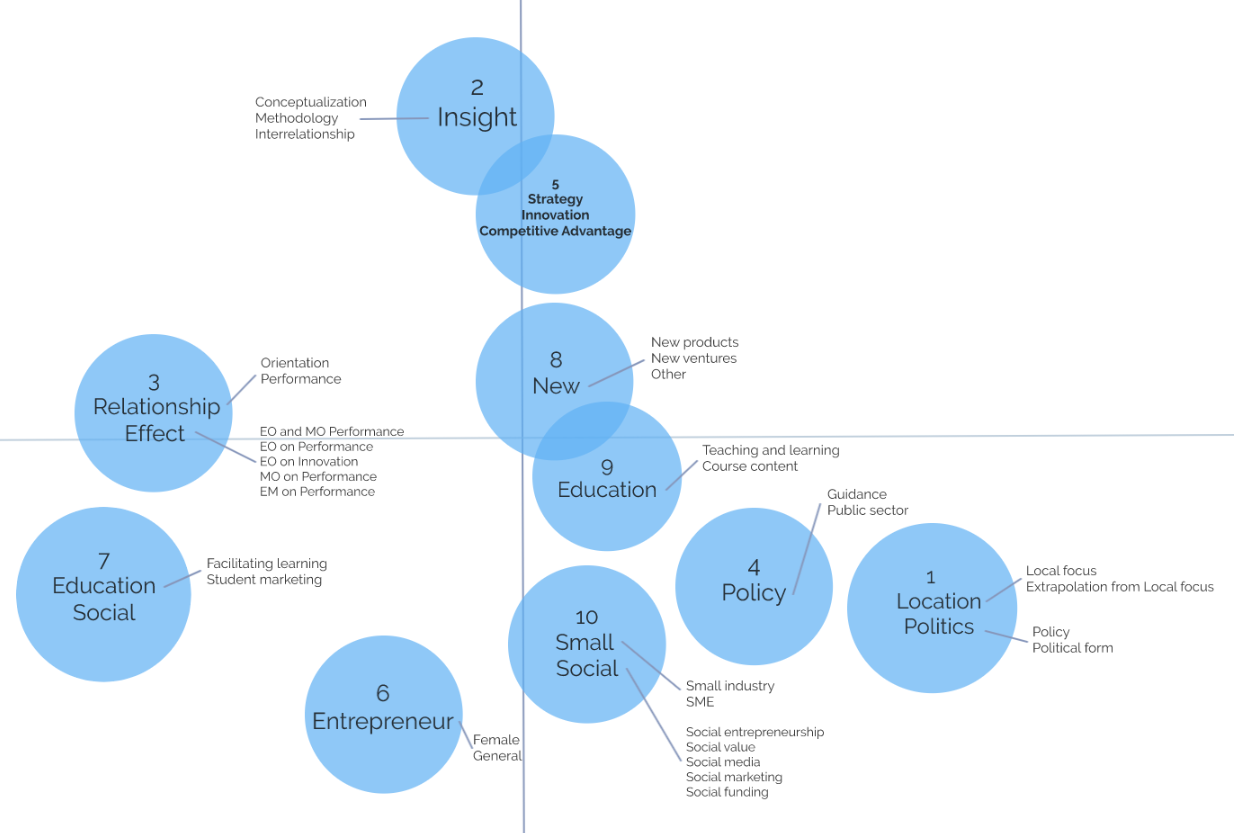 2
Insight
Conceptualization
Methodology
Interrelationship
5
Strategy
Innovation
Competitive Advantage
8
New
New products
New ventures
Other
3
Relationship
Effect
Orientation
Performance
EO and MO Performance
EO on Performance
EO on Innovation
MO on Performance
EM on Performance
9
Education
Teaching and learning
Course content
7
Education
Social
Facilitating learning
Student marketing
4
Policy
Guidance
Public sector
1
Location
Politics
Local focus
Extrapolation from Local focus
Policy
Political form
10
Small
Social
Small industry
SME
Social entrepreneurship
Social value
Social media
Social marketing
Social funding
6
Entrepreneur
Female
General